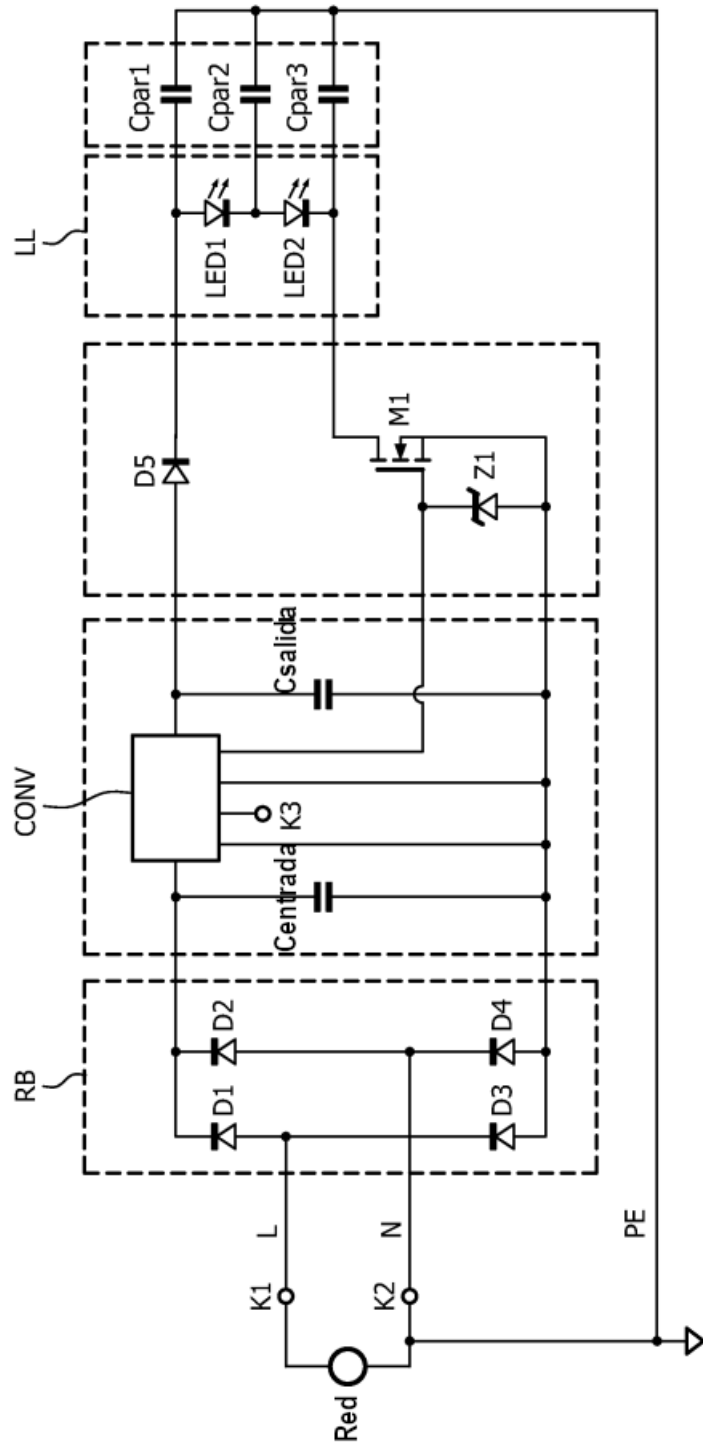 RB
CONV
LL
Red
K1
K2
L
N
PE
D1
D2
D3
D4
Centrada
K3
Csalida
D5
M1
Z1
LED1
LED2
Cpar1
Cpar2
Cpar3